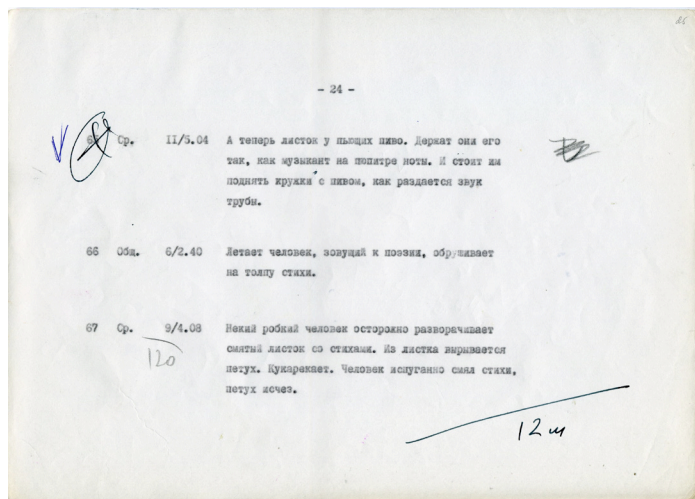 - 24 -
Ср. II/5.04 А теперь листок у пьющих пиво. Держат они его
так, как музыкант на пюпитре ноты. И стоит им
поднять кружки с пивом, как раздается звук
трубы.
66 Общ. 6/2.40 Летает человек, зовущий к поэзии, обрушивает
на толпу стихи.
67 Ср. 9/4.08 Некий робкий человек осторожно разворачивает
смятый листок со стихами. Из листка вырывается
120
петух. Кукарекает. Человек испуганно смял стихи,
петух исчез.
12 м